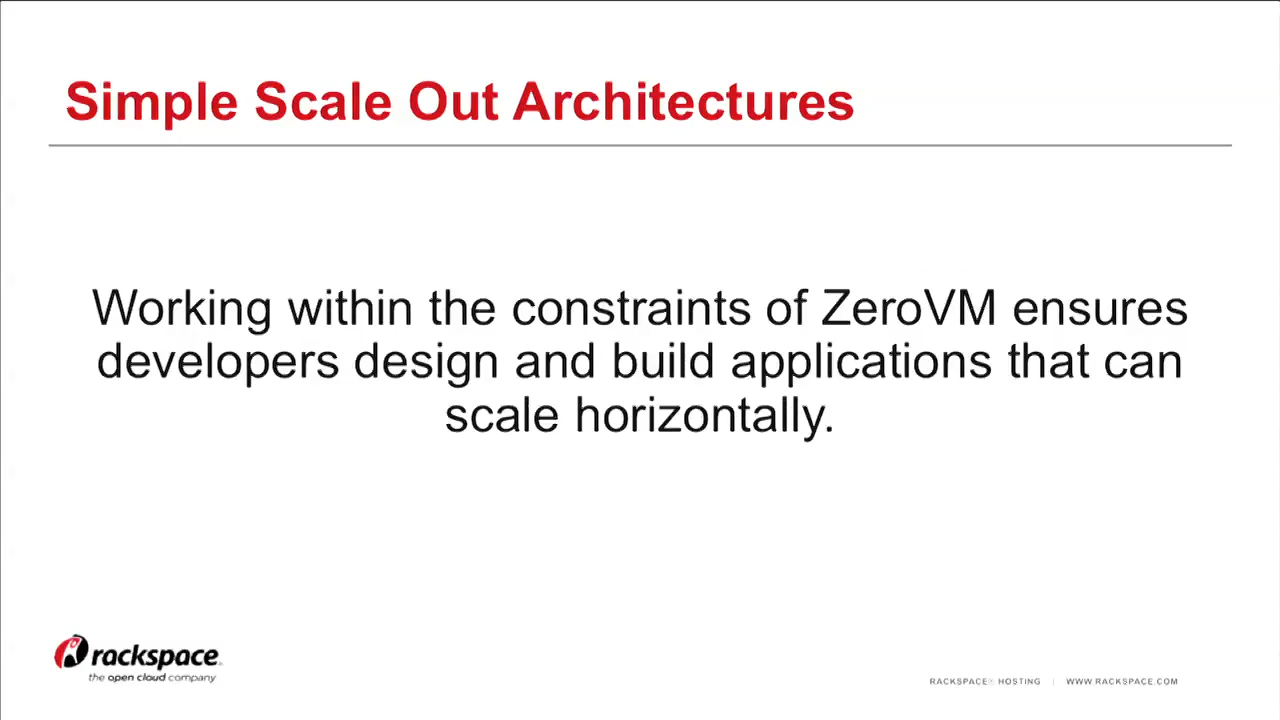 Simple Scale Out Architectures
Working within the constraints of ZeroVM ensures
developers design and build applications that can
scale horizontally.
rackspace.
the open cloud company
RACKSPACE® HOSTING | WWW.RACKSPACE.COM